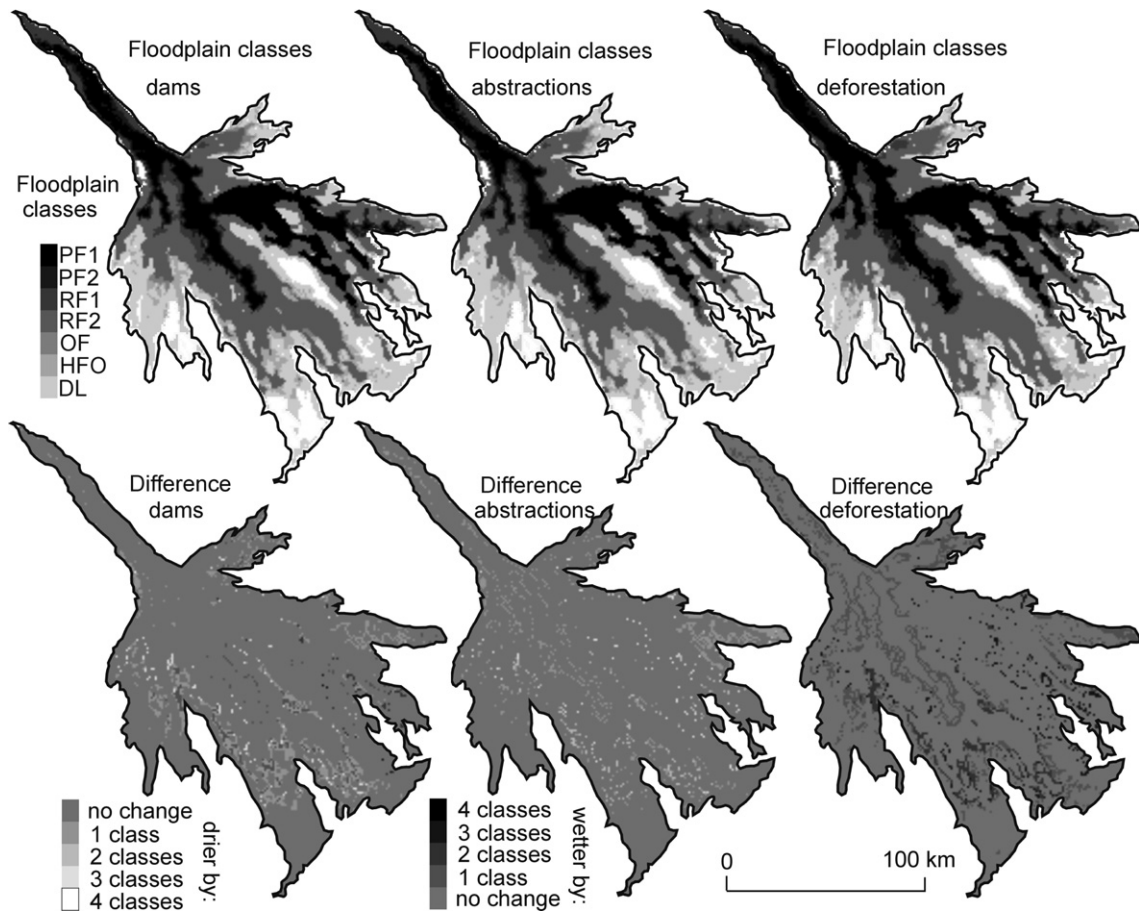 Floodplain classes
dams
Floodplain classes
abstractions
Floodplain classes
deforestation
Floodplain
classes
PF1
PF2
RF1
RF2
OF
HFO
DL
Difference
dams
Difference
abstractions
Difference
deforestation
no change
1 class
2 classes
3 classes
4 classes
drier by:
4 classes
3 classes
2 classes
1 class
no change
wetter by:
0
100 km